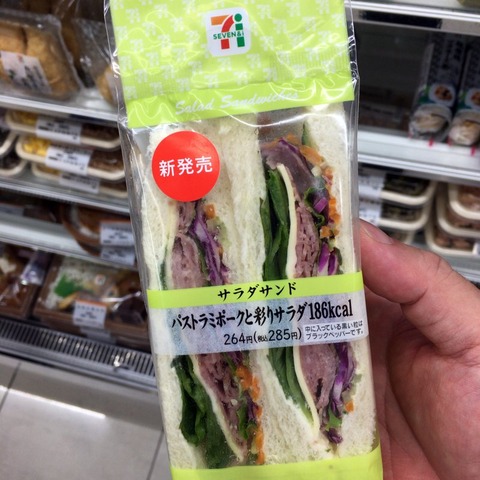 SEVEN&i
Salad Sandwich
新発売
サラダサンド
パストラミポークと彩りサラダ186kcal
264円(税込285円)
中に入っている黒い粒は
ブラックペッパーです。